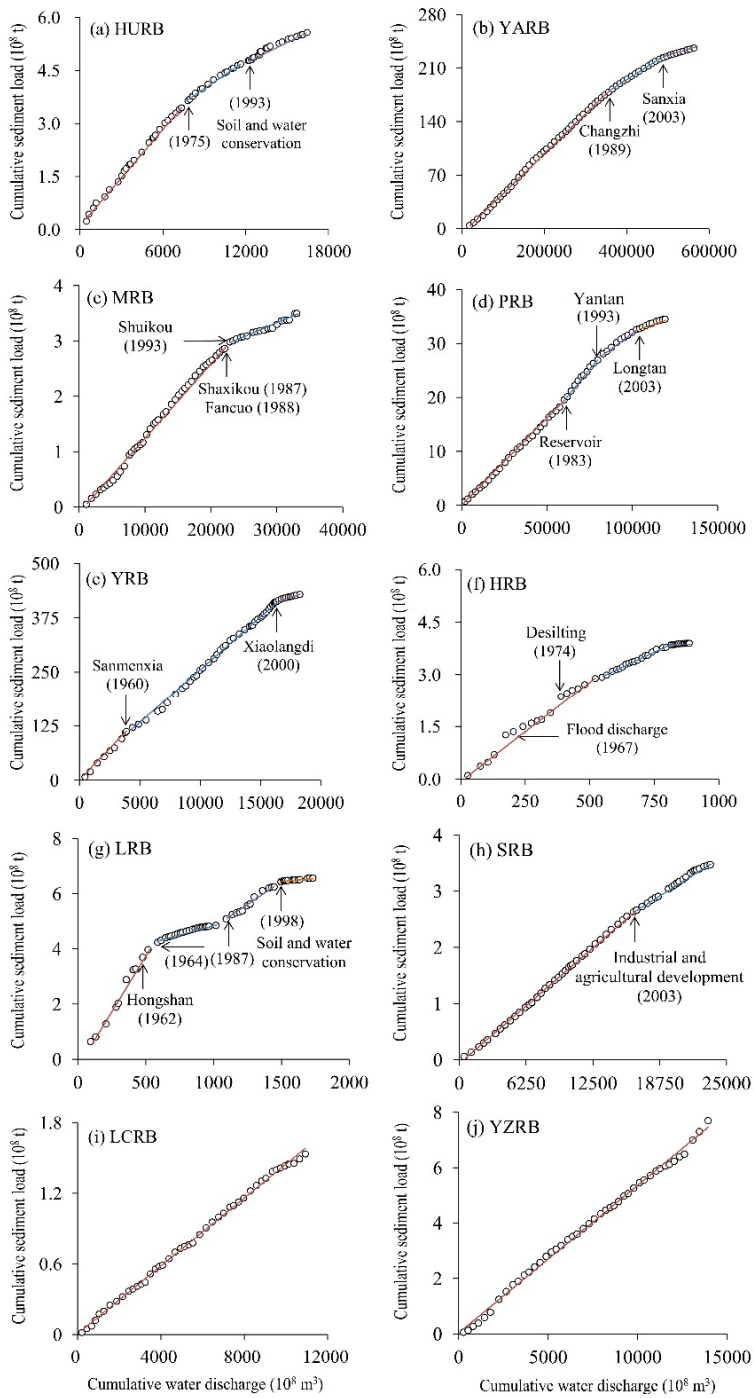 (a) HURB
Cumulative sediment load (10⁸ t)
6.0
4.5
3.0
1.5
0.0
(1975)
(1993)
Soil and water
conservation
0
6000
12000
18000
(b) YARB
Cumulative sediment load (10⁸ t)
280
210
140
70
0
Changzhi
(1989)
Sanxia
(2003)
0
200000
400000
600000
(c) MRB
Cumulative sediment load (10⁸ t)
4
3
2
1
0
Shuikou
(1993)
Shaxikou (1987)
Fancuo (1988)
0
10000
20000
30000
40000
(d) PRB
Cumulative sediment load (10⁸ t)
40
30
20
10
0
Yantan
(1993)
Longtan
(2003)
Reservoir
(1983)
0
50000
100000
150000
(e) YRB
Cumulative sediment load (10⁸ t)
500
375
250
125
0
Sanmenxia
(1960)
Xiaolangdi
(2000)
0
5000
10000
15000
20000
(f) HRB
Cumulative sediment load (10⁸ t)
6.0
4.5
3.0
1.5
0.0
Desilting
(1974)
Flood discharge
(1967)
0
250
500
750
1000
(g) LRB
Cumulative sediment load (10⁸ t)
8
6
4
2
0
Hongshan
(1962)
(1964)
(1987)
(1998)
Soil and water
conservation
0
500
1000
1500
2000
(h) SRB
Cumulative sediment load (10⁸ t)
4
3
2
1
0
Industrial and
agricultural development
(2003)
0
6250
12500
18750
25000
(i) LCRB
Cumulative sediment load (10⁸ t)
1.8
1.2
0.6
0.0
0
4000
8000
12000
Cumulative water discharge (10⁸ m³)
(j) YZRB
Cumulative sediment load (10⁸ t)
8
6
4
2
0
0
5000
10000
15000
Cumulative water discharge (10⁸ m³)